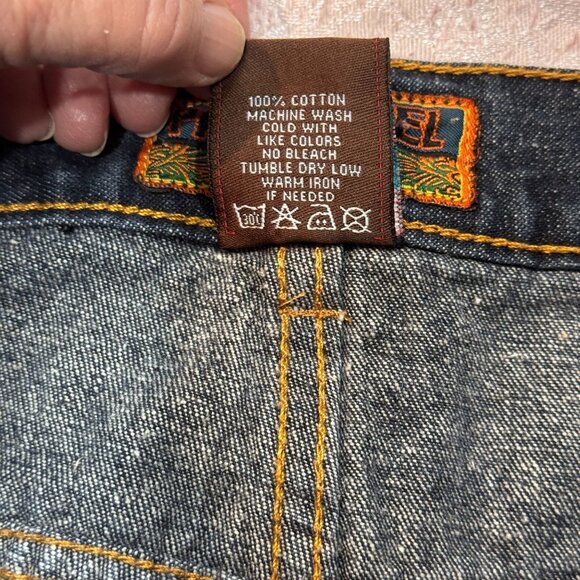 100% COTTON
MACHINE WASH
COLD WITH
LIKE COLORS
NO BLEACH
TUMBLE DRY LOW
WARM IRON
IF NEEDED
30